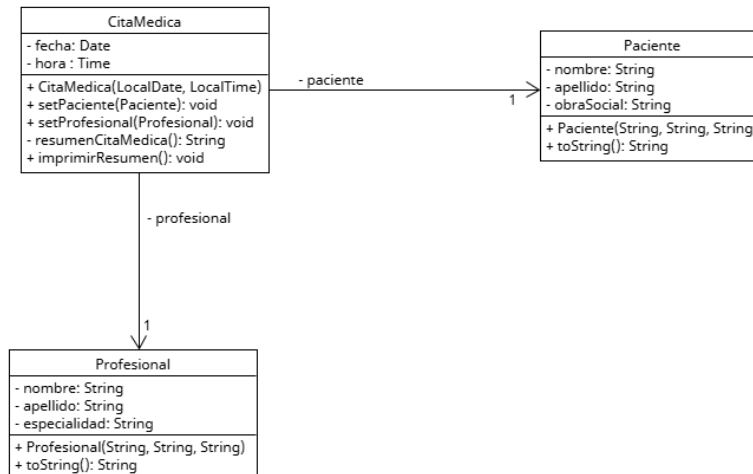 CitaMedica
- fecha: Date
- hora : Time
+ CitaMedica(LocalDate, LocalTime)
+ setPaciente(Paciente): void
+ setProfesional(Profesional): void
- resumenCitaMedica(): String
+ imprimirResumen(): void
- paciente
1
Paciente
- nombre: String
- apellido: String
- obraSocial: String
+ Paciente(String, String, String
+ toString(): String
- profesional
1
Profesional
- nombre: String
- apellido: String
- especialidad: String
+ Profesional(String, String, String)
+ toString(): String